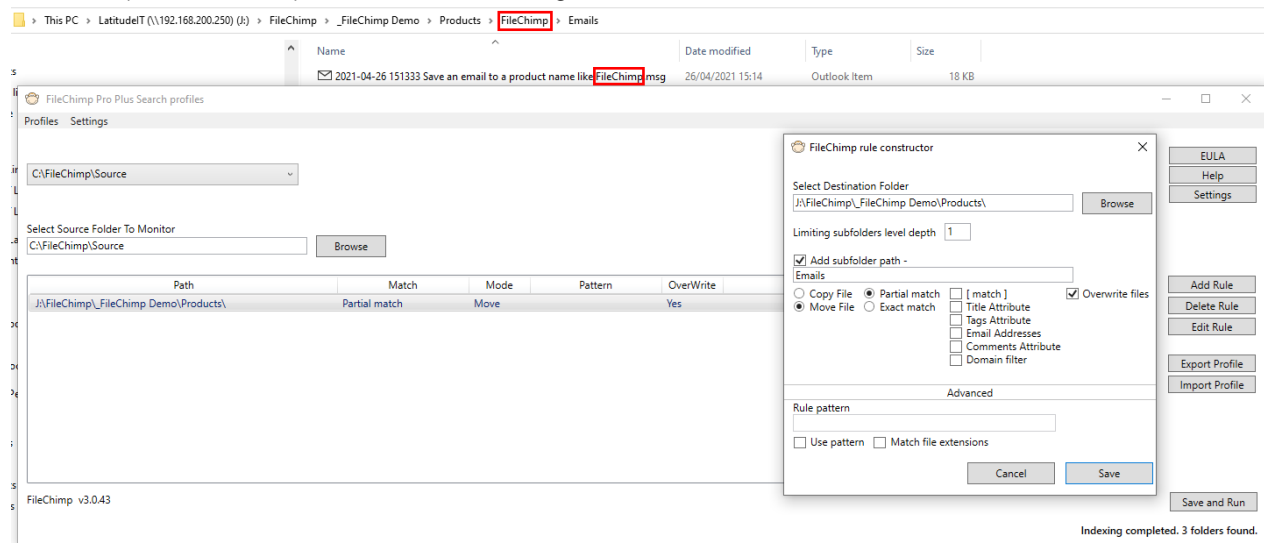 > This PC > LatitudeIT (\\192.168.200.250) (J:) > FileChimp > _FileChimp Demo > Products > FileChimp > Emails
Name Date modified Type Size
2021-04-26 151333 Save an email to a product name like FileChimp.msg 26/04/2021 15:14 Outlook Item 18 KB
FileChimp Pro Plus Search profiles
Profiles Settings
C:\FileChimp\Source
Select Source Folder To Monitor
C:\FileChimp\Source Browse
Path Match Mode Pattern OverWrite
J:\FileChimp\_FileChimp Demo\Products\ Partial match Move Yes
FileChimp v3.0.43
FileChimp rule constructor
Select Destination Folder
J:\FileChimp\_FileChimp Demo\Products\ Browse
Limiting subfolders level depth 1
Add subfolder path -
Emails
Copy File Partial match [ match ] Overwrite files
Move File Exact match Title Attribute
Tags Attribute
Email Addresses
Comments Attribute
Domain filter
Advanced
Rule pattern
Use pattern Match file extensions
Cancel Save
EULA
Help
Settings
Add Rule
Delete Rule
Edit Rule
Export Profile
Import Profile
Save and Run
Indexing completed. 3 folders found.